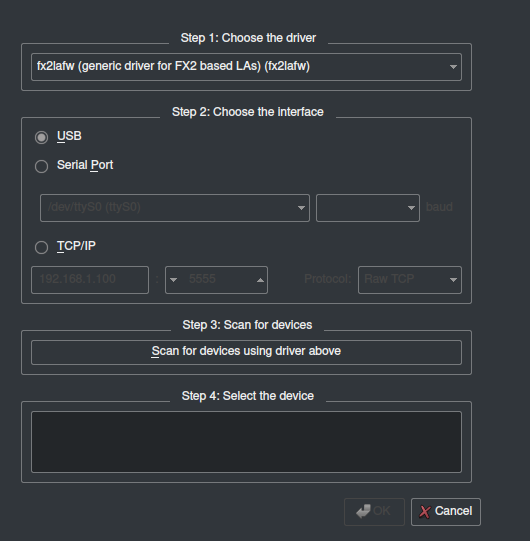 Step 1: Choose the driver
fx2lafw (generic driver for FX2 based LAs) (fx2lafw)
Step 2: Choose the interface
USB
Serial Port
/dev/ttyS0 (ttyS0) baud
TCP/IP
192.168.1.100 : 5555 Protocol: Raw TCP
Step 3: Scan for devices
Scan for devices using driver above
Step 4: Select the device
OK Cancel